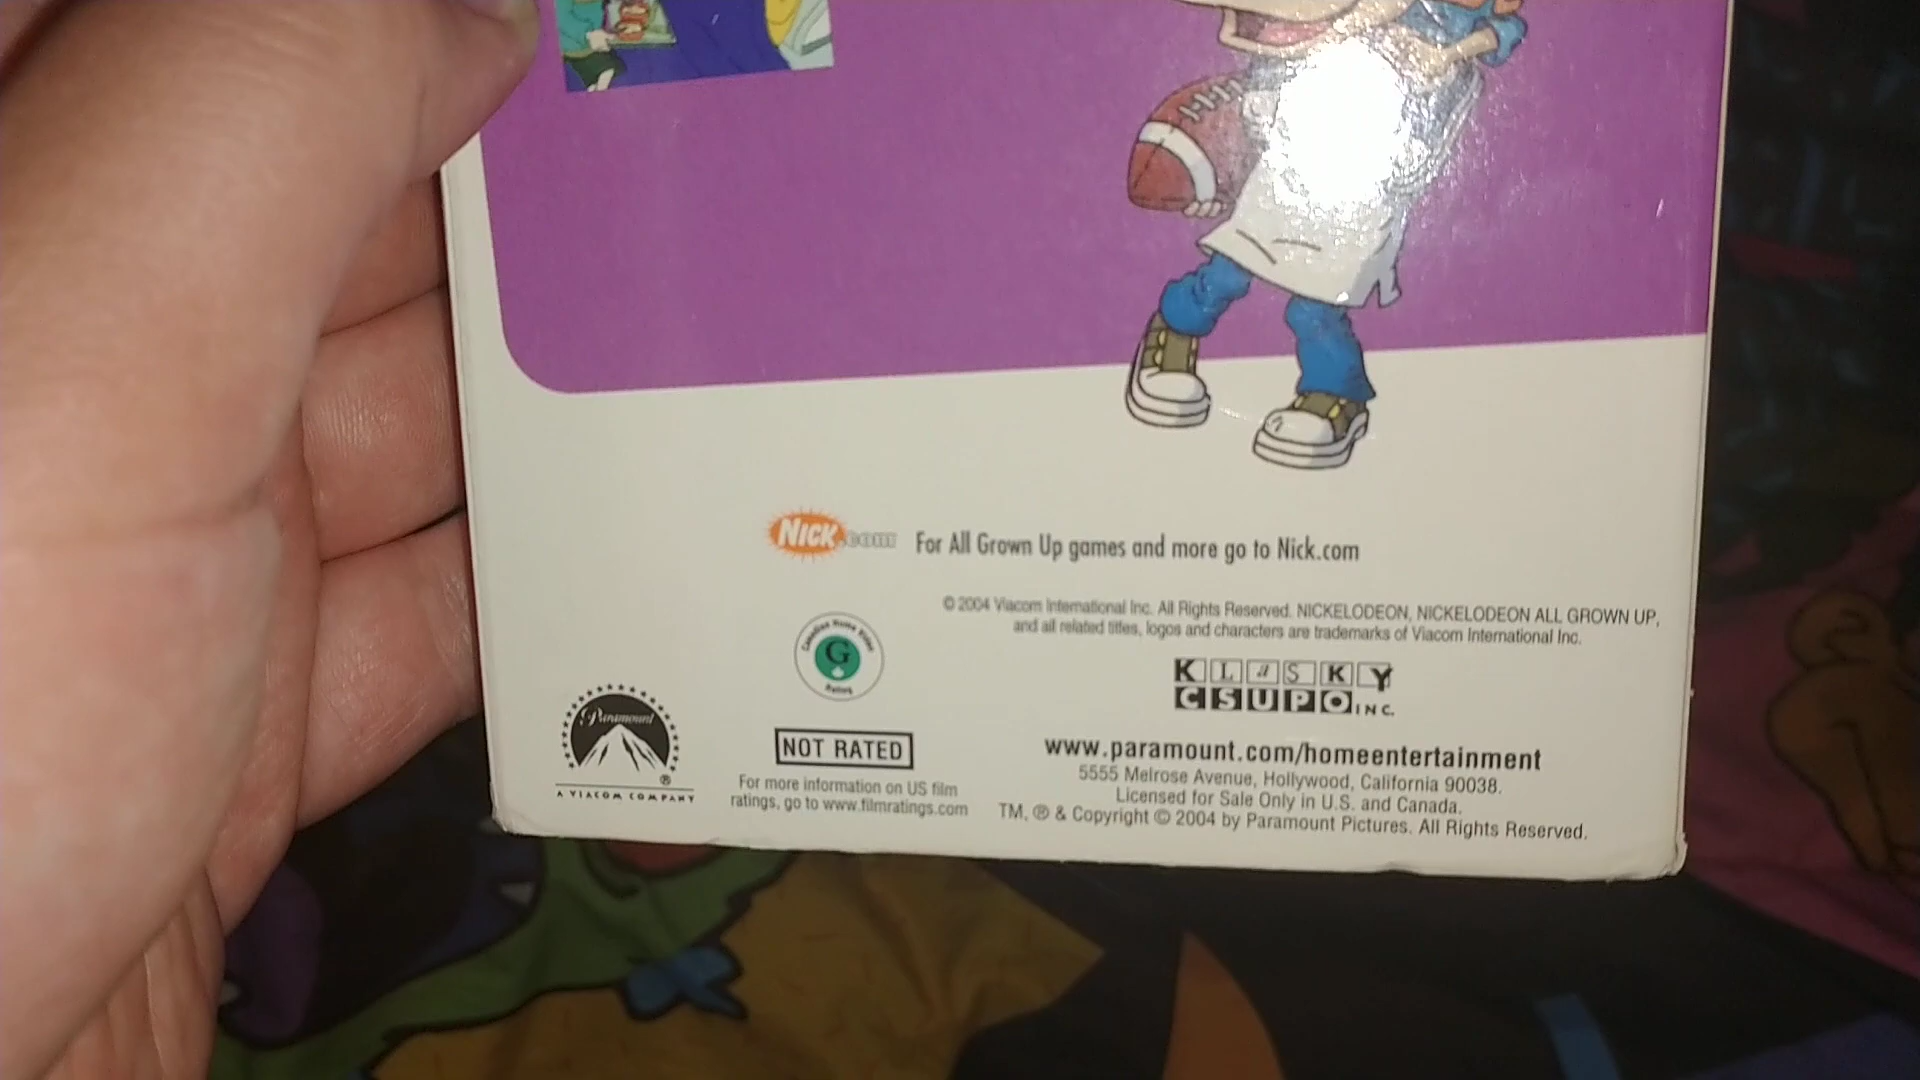 Nick.com
For All Grown Up games and more go to Nick.com
© 2004 Viacom International Inc. All Rights Reserved. NICKELODEON, NICKELODEON ALL GROWN UP,
and all related titles, logos and characters are trademarks of Viacom International Inc.
Canadian Home Video
G
Ratings
KLaSKY
CSUPO INC.
Paramount
®
A VIACOM COMPANY
NOT RATED
For more information on US film
ratings, go to www.filmratings.com
www.paramount.com/homeentertainment
5555 Melrose Avenue, Hollywood, California 90038.
Licensed for Sale Only in U.S. and Canada.
TM, ® & Copyright © 2004 by Paramount Pictures. All Rights Reserved.